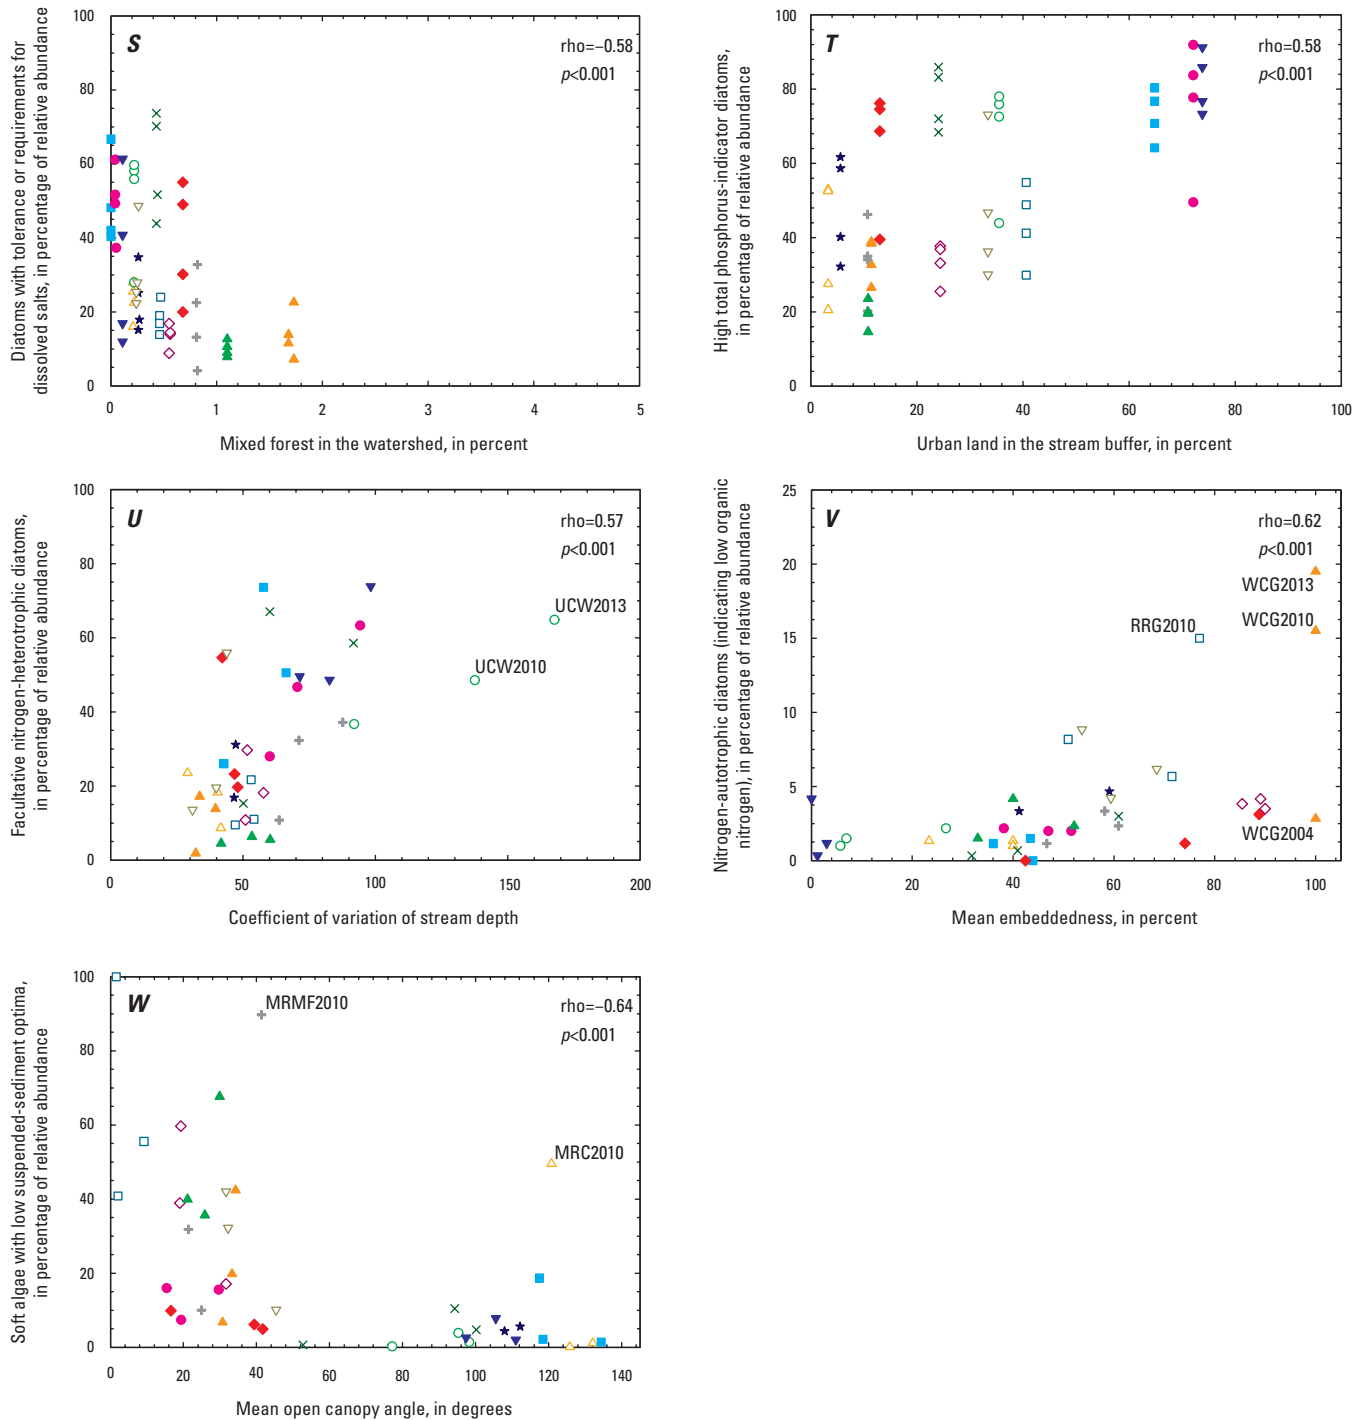 S
rho=–0.58
p<0.001
Diatoms with tolerance or requirements for
dissolved salts, in percentage of relative abundance
100
80
60
40
20
0
0 1 2 3 4 5
Mixed forest in the watershed, in percent
T
rho=0.58
p<0.001
High total phosphorus-indicator diatoms,
in percentage of relative abundance
100
80
60
40
20
0
0 20 40 60 80 100
Urban land in the stream buffer, in percent
U
rho=0.57
p<0.001
UCW2013
UCW2010
Facultative nitrogen-heterotrophic diatoms,
in percentage of relative abundance
100
80
60
40
20
0
0 50 100 150 200
Coefficient of variation of stream depth
V
rho=0.62
p<0.001
WCG2013
WCG2010
RRG2010
WCG2004
Nitrogen-autotrophic diatoms (indicating low organic
nitrogen), in percentage of relative abundance
25
20
15
10
5
0
0 20 40 60 80 100
Mean embeddedness, in percent
W
MRMF2010
rho=–0.64
p<0.001
MRC2010
Soft algae with low suspended-sediment optima,
in percentage of relative abundance
100
80
60
40
20
0
0 20 40 60 80 100 120 140
Mean open canopy angle, in degrees